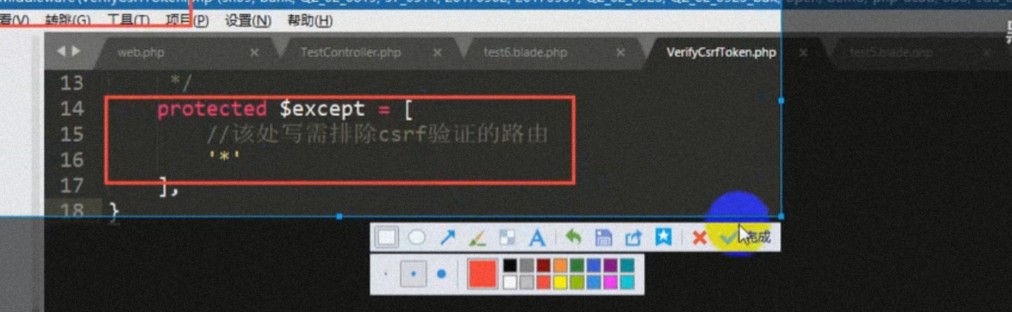 看(V) 转跳(G) 工具(T) 项目(P) 设置(N) 帮助(H)
web.php TestController.php test6.blade.php VerifyCsrfToken.php test5.blade.php
13 */
14 protected $except = [
15 //该处写需排除csrf验证的路由
16 '*'
17 ],
18 }
A 完成